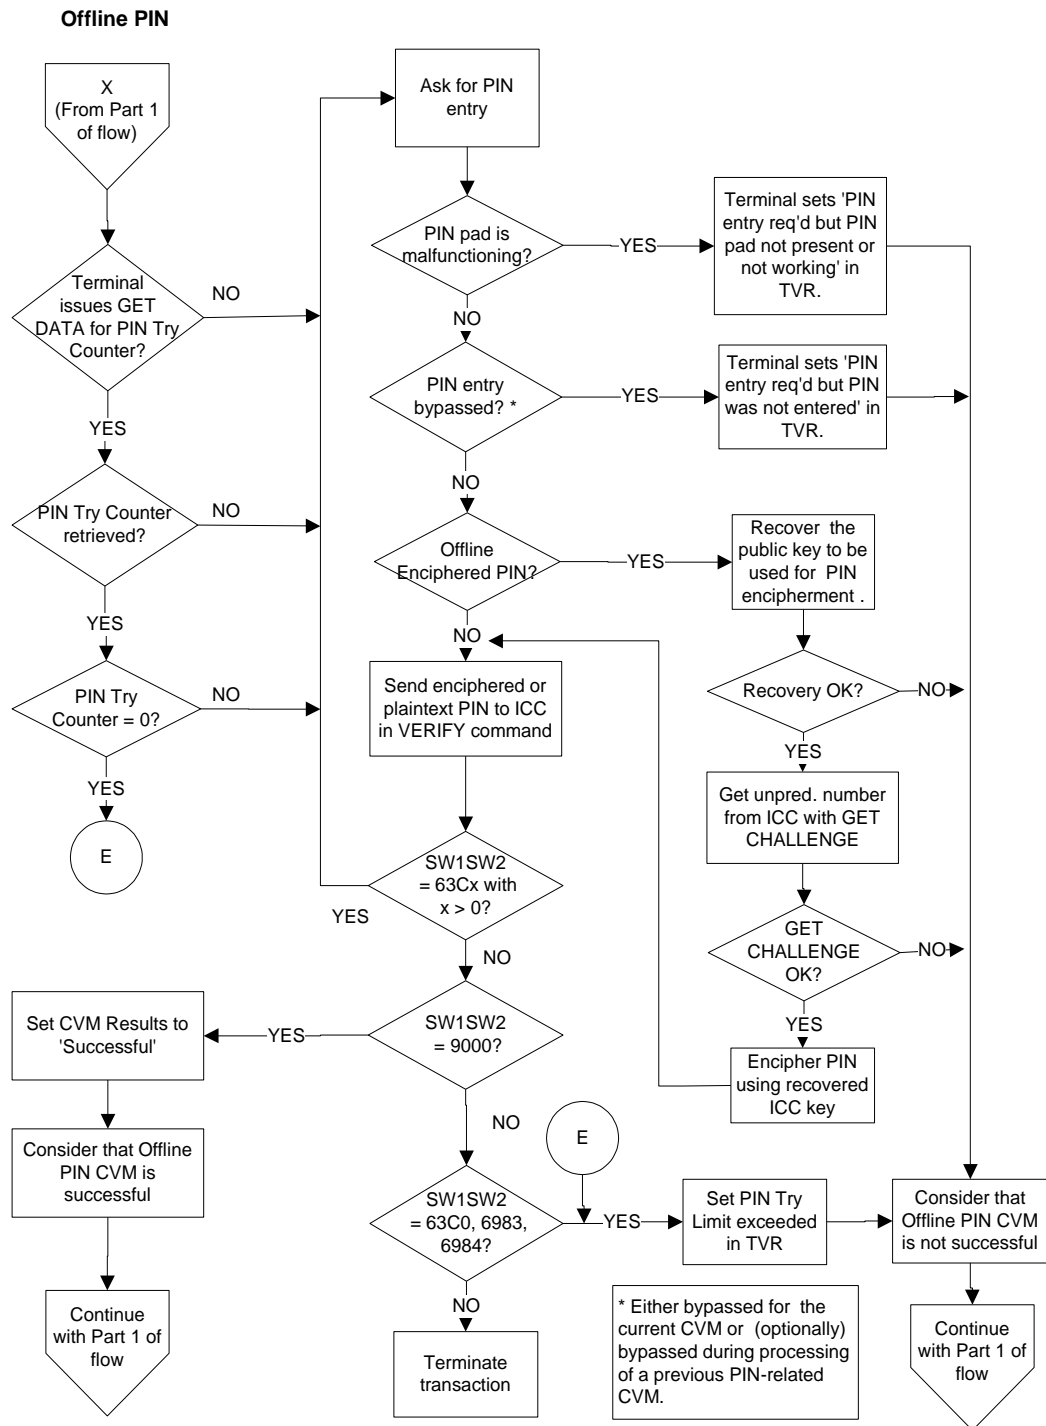 Offline PIN
X
(From Part 1
of flow)
Terminal
issues GET
DATA for PIN Try
Counter?
NO
YES
PIN Try Counter
retrieved?
NO
YES
PIN Try
Counter = 0?
NO
YES
E
Ask for PIN
entry
PIN pad is
malfunctioning?
YES
Terminal sets 'PIN
entry req'd but PIN
pad not present or
not working' in
TVR.
NO
PIN entry
bypassed? *
YES
Terminal sets 'PIN
entry req'd but PIN
was not entered' in
TVR.
NO
Offline
Enciphered PIN?
YES
Recover the
public key to be
used for PIN
encipherment .
NO
Send enciphered or
plaintext PIN to ICC
in VERIFY command
Recovery OK?
NO
YES
Get unpred. number
from ICC with GET
CHALLENGE
GET
CHALLENGE
OK?
NO
YES
Encipher PIN
using recovered
ICC key
SW1SW2
= 63Cx with
x > 0?
YES
NO
SW1SW2
= 9000?
YES
Set CVM Results to
'Successful'
Consider that Offline
PIN CVM is
successful
Continue
with Part 1 of
flow
NO
E
SW1SW2
= 63C0, 6983,
6984?
YES
Set PIN Try
Limit exceeded
in TVR
Consider that
Offline PIN CVM
is not successful
NO
Terminate
transaction
* Either bypassed for the
current CVM or (optionally)
bypassed during processing
of a previous PIN-related
CVM.
Continue
with Part 1 of
flow